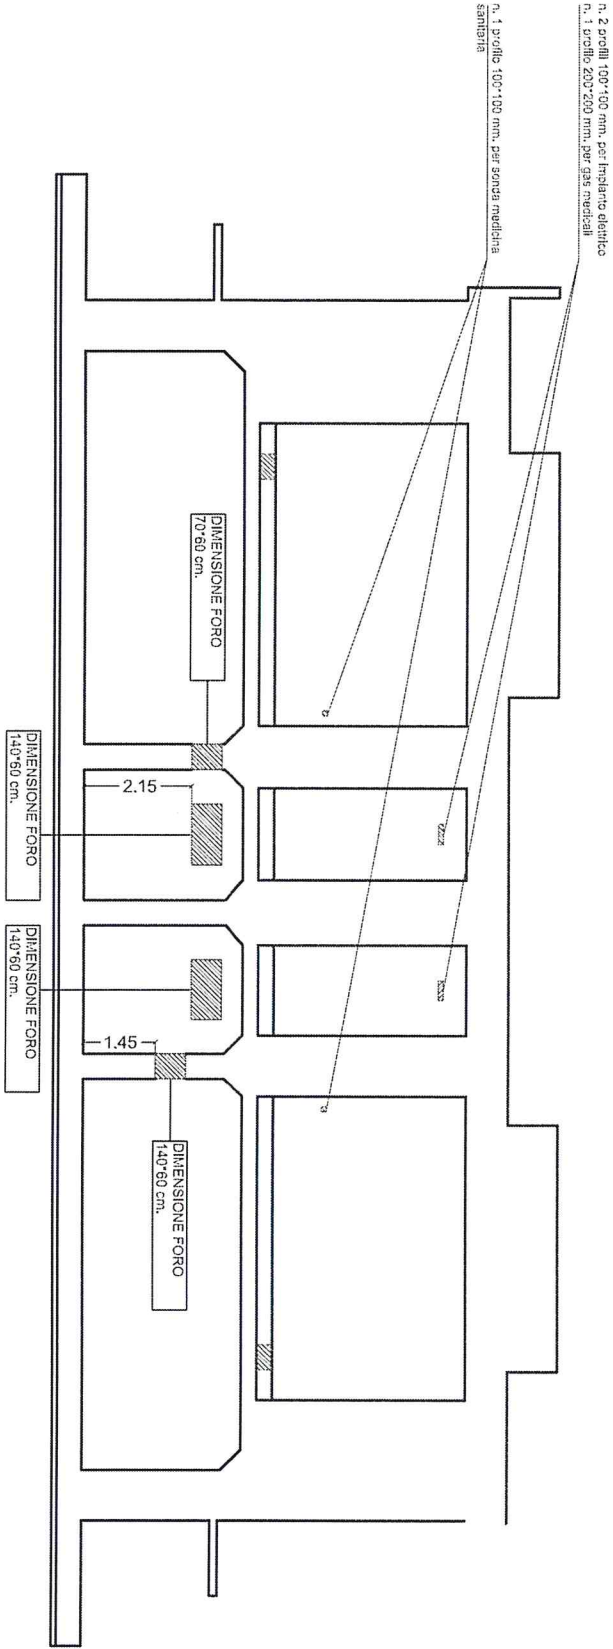 n. 2 profili 100*100 mm. per impianto elettrico
n. 1 profilo 200*200 mm. per gas medicali
n. 1 profilo 100*100 mm. per sonda medicina
sanitaria
DIMENSIONE FORO
70*60 cm.
DIMENSIONE FORO
140*60 cm.
2.15
DIMENSIONE FORO
140*60 cm.
1.45
DIMENSIONE FORO
140*60 cm.